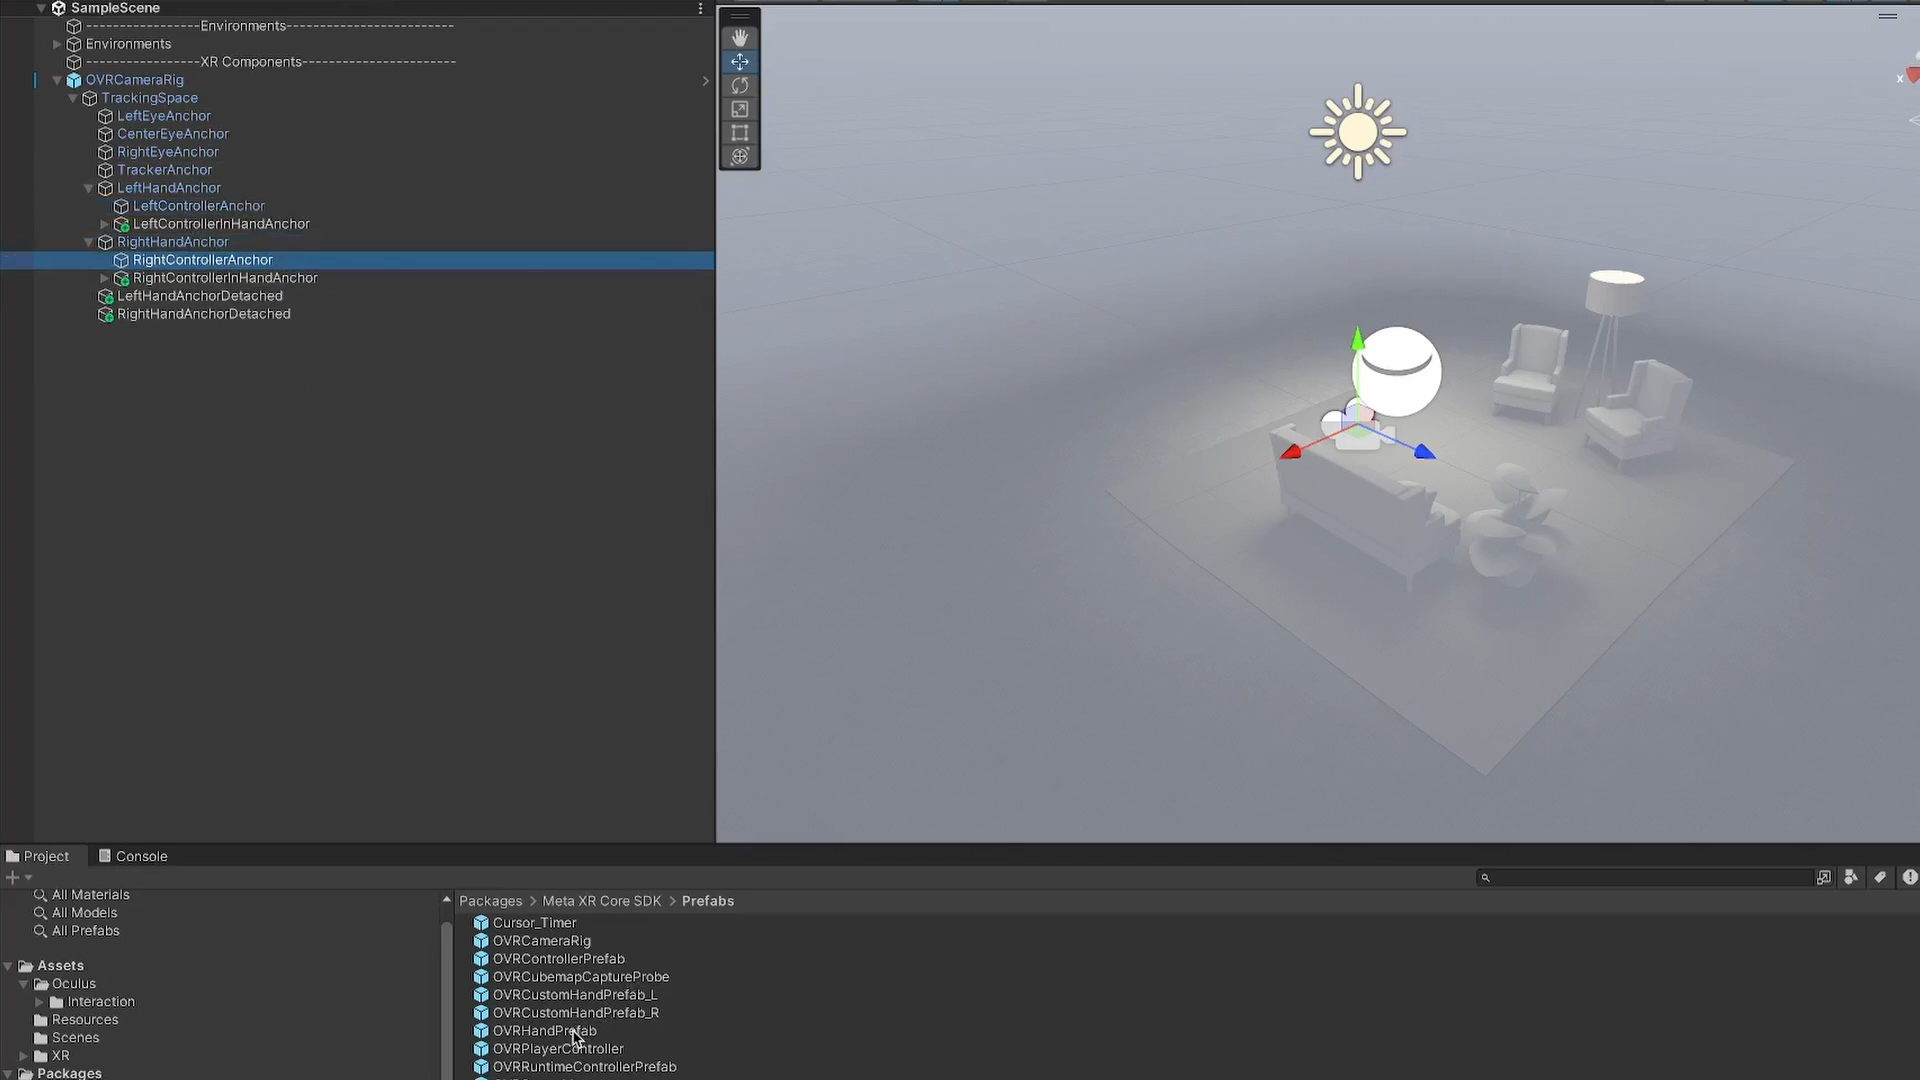 SampleScene
-----------------Environments-------------------------
Environments
-----------------XR Components-----------------------
OVRCameraRig
TrackingSpace
LeftEyeAnchor
CenterEyeAnchor
RightEyeAnchor
TrackerAnchor
LeftHandAnchor
LeftControllerAnchor
LeftControllerInHandAnchor
RightHandAnchor
RightControllerAnchor
RightControllerInHandAnchor
LeftHandAnchorDetached
RightHandAnchorDetached
x
Project
Console
All Materials
All Models
All Prefabs
Assets
Oculus
Interaction
Resources
Scenes
XR
Packages
Packages > Meta XR Core SDK > Prefabs
Cursor_Timer
OVRCameraRig
OVRControllerPrefab
OVRCubemapCaptureProbe
OVRCustomHandPrefab_L
OVRCustomHandPrefab_R
OVRHandPrefab
OVRPlayerController
OVRRuntimeControllerPrefab